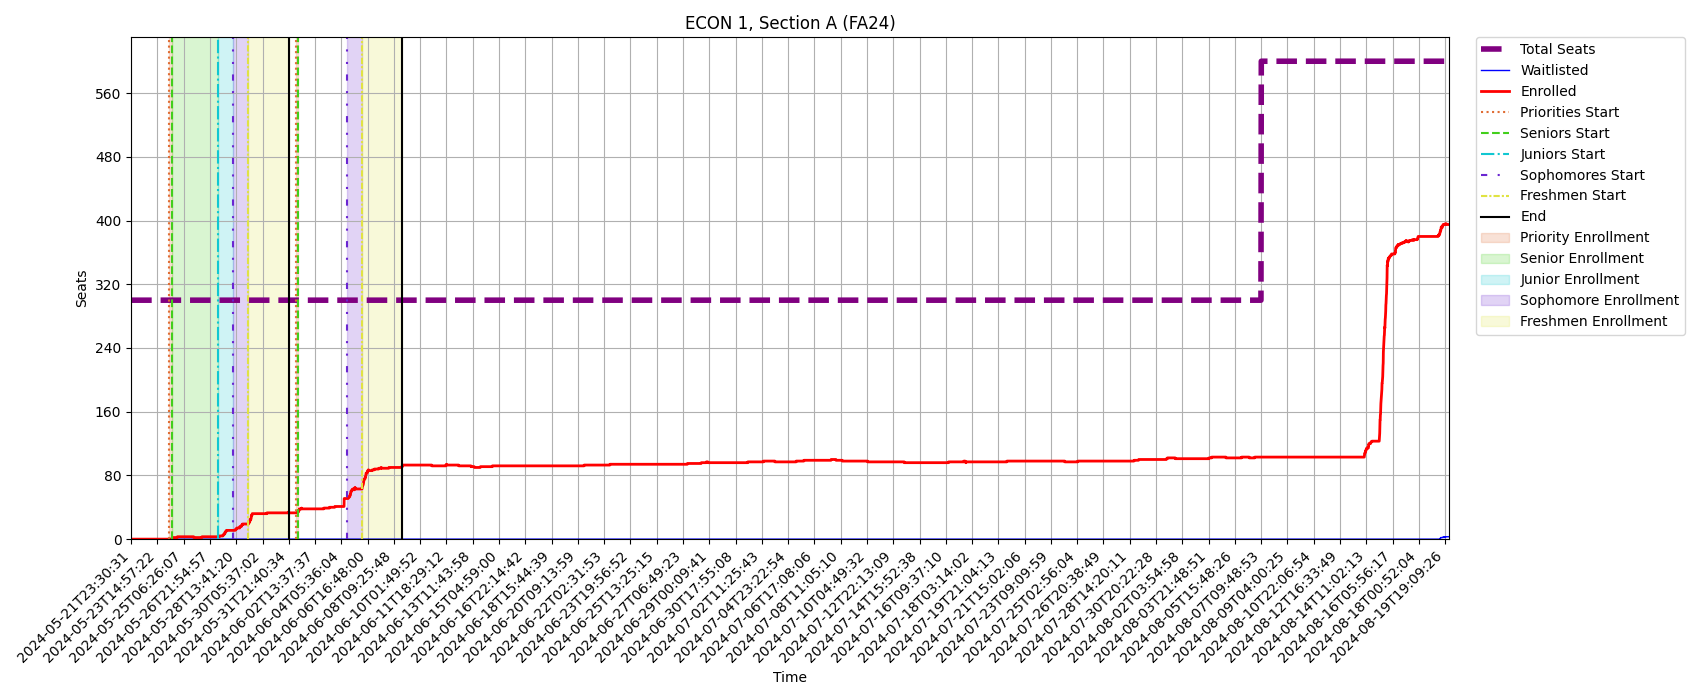 ECON 1, Section A (FA24)
Seats
560
480
400
320
240
160
80
0
2024-05-21T23:30:31
2024-05-23T14:57:22
2024-05-25T06:26:07
2024-05-26T21:54:57
2024-05-28T13:41:20
2024-05-30T05:37:02
2024-05-31T21:40:34
2024-06-02T13:37:37
2024-06-04T05:36:04
2024-06-06T16:48:00
2024-06-08T09:25:48
2024-06-10T01:49:52
2024-06-11T18:29:12
2024-06-13T11:43:58
2024-06-15T04:59:00
2024-06-16T22:14:42
2024-06-18T15:44:39
2024-06-20T09:13:59
2024-06-22T02:31:53
2024-06-23T19:56:52
2024-06-25T13:25:15
2024-06-27T06:49:23
2024-06-29T00:09:41
2024-06-30T17:55:08
2024-07-02T11:25:43
2024-07-04T23:22:54
2024-07-06T17:08:06
2024-07-08T11:05:10
2024-07-10T04:49:32
2024-07-12T22:13:09
2024-07-14T15:52:38
2024-07-16T09:37:10
2024-07-18T03:14:02
2024-07-19T21:04:13
2024-07-21T15:02:06
2024-07-23T09:09:59
2024-07-25T02:56:04
2024-07-26T20:38:49
2024-07-28T14:20:11
2024-07-30T20:22:28
2024-08-02T03:54:58
2024-08-03T21:48:51
2024-08-05T15:48:26
2024-08-07T09:48:53
2024-08-09T04:00:25
2024-08-10T22:06:54
2024-08-12T16:33:49
2024-08-14T11:02:13
2024-08-16T05:56:17
2024-08-18T00:52:04
2024-08-19T19:09:26
Time
Total Seats
Waitlisted
Enrolled
Priorities Start
Seniors Start
Juniors Start
Sophomores Start
Freshmen Start
End
Priority Enrollment
Senior Enrollment
Junior Enrollment
Sophomore Enrollment
Freshmen Enrollment